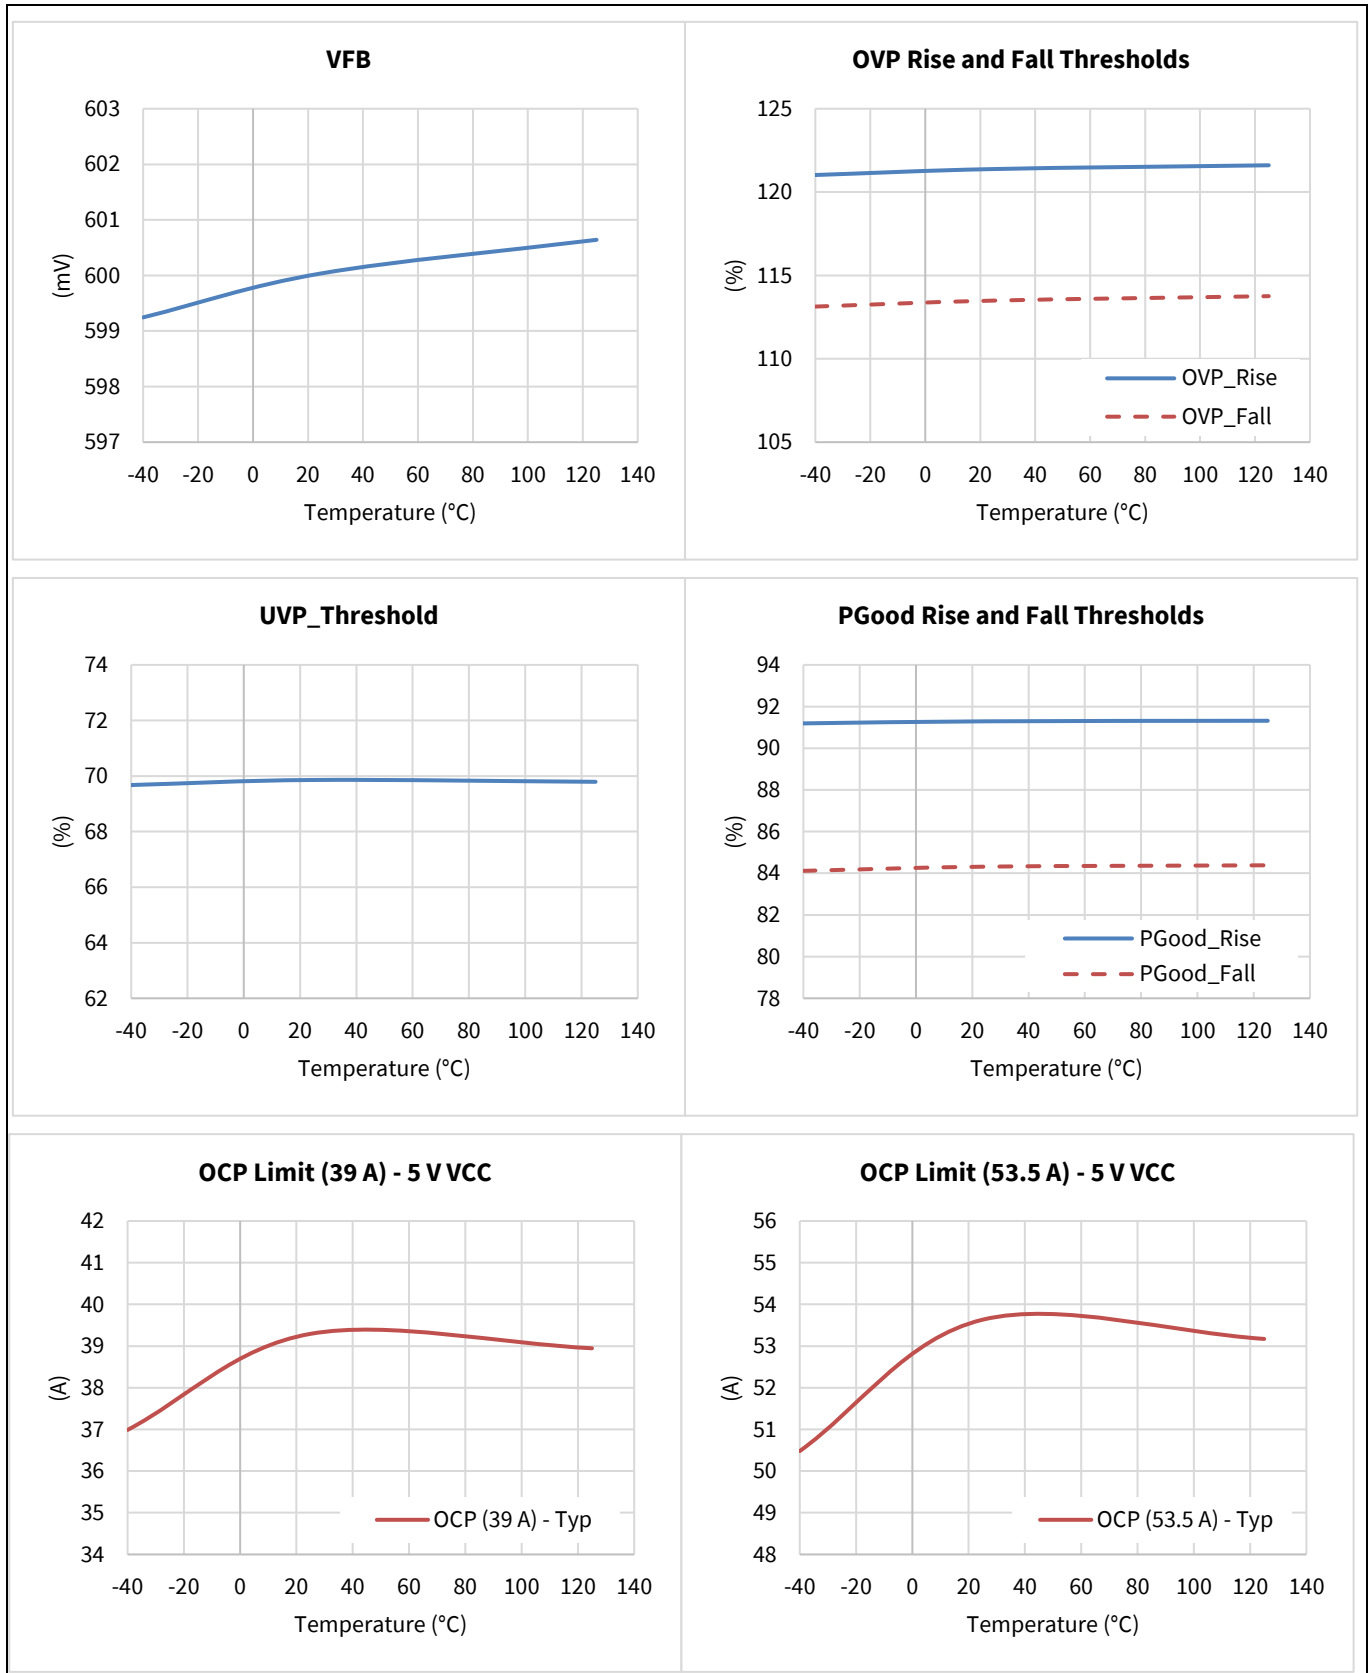 VFB
603
602
601
600
599
598
597
(mV)
-40 -20 0 20 40 60 80 100 120 140
Temperature (°C)
OVP Rise and Fall Thresholds
125
120
115
110
105
(%)
OVP_Rise
OVP_Fall
-40 -20 0 20 40 60 80 100 120 140
Temperature (°C)
UVP_Threshold
74
72
70
68
66
64
62
(%)
-40 -20 0 20 40 60 80 100 120 140
Temperature (°C)
PGood Rise and Fall Thresholds
94
92
90
88
86
84
82
80
78
(%)
PGood_Rise
PGood_Fall
-40 -20 0 20 40 60 80 100 120 140
Temperature (°C)
OCP Limit (39 A) - 5 V VCC
42
41
40
39
38
37
36
35
34
(A)
OCP (39 A) - Typ
-40 -20 0 20 40 60 80 100 120 140
Temperature (°C)
OCP Limit (53.5 A) - 5 V VCC
56
55
54
53
52
51
50
49
48
(A)
OCP (53.5 A) - Typ
-40 -20 0 20 40 60 80 100 120 140
Temperature (°C)